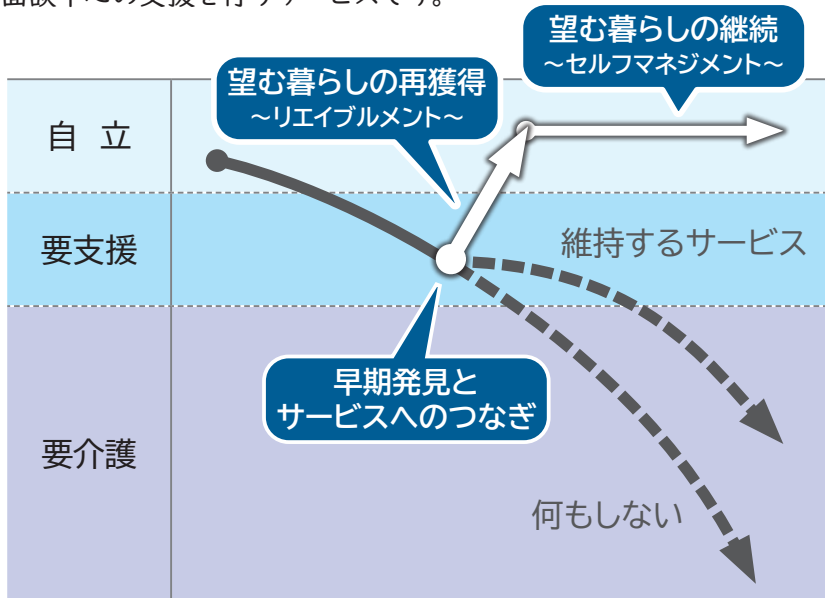 面談中心の支援を行うサービスです。
望む暮らしの継続
～セルフマネジメント～
望む暮らしの再獲得
～リエイブルメント～
自 立
要支援
維持するサービス
早期発見と
サービスへのつなぎ
要介護
何もしない